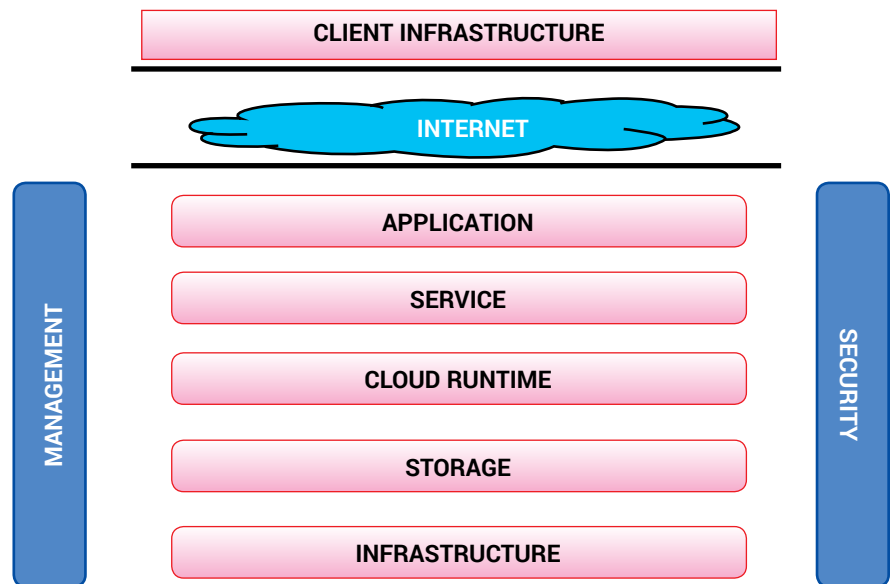 CLIENT INFRASTRUCTURE
INTERNET
APPLICATION
SERVICE
CLOUD RUNTIME
STORAGE
INFRASTRUCTURE
MANAGEMENT
SECURITY